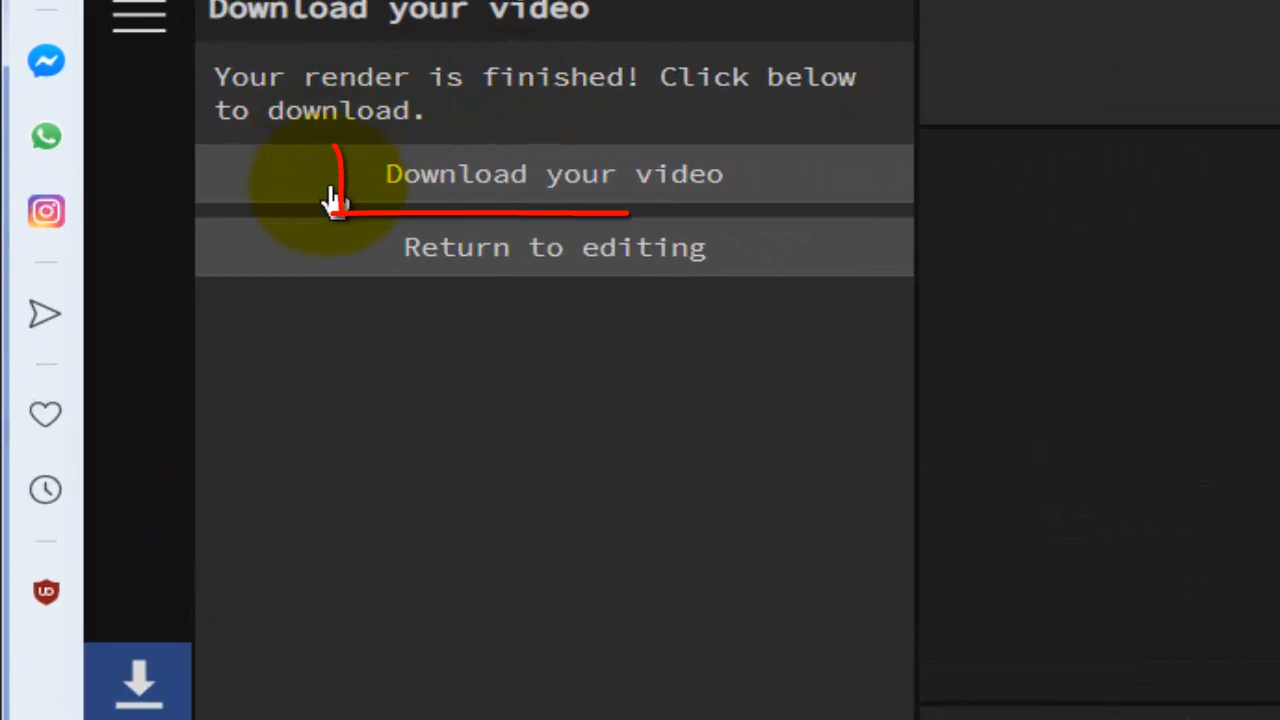 Download your video
Your render is finished! Click below
to download.
Download your video
Return to editing